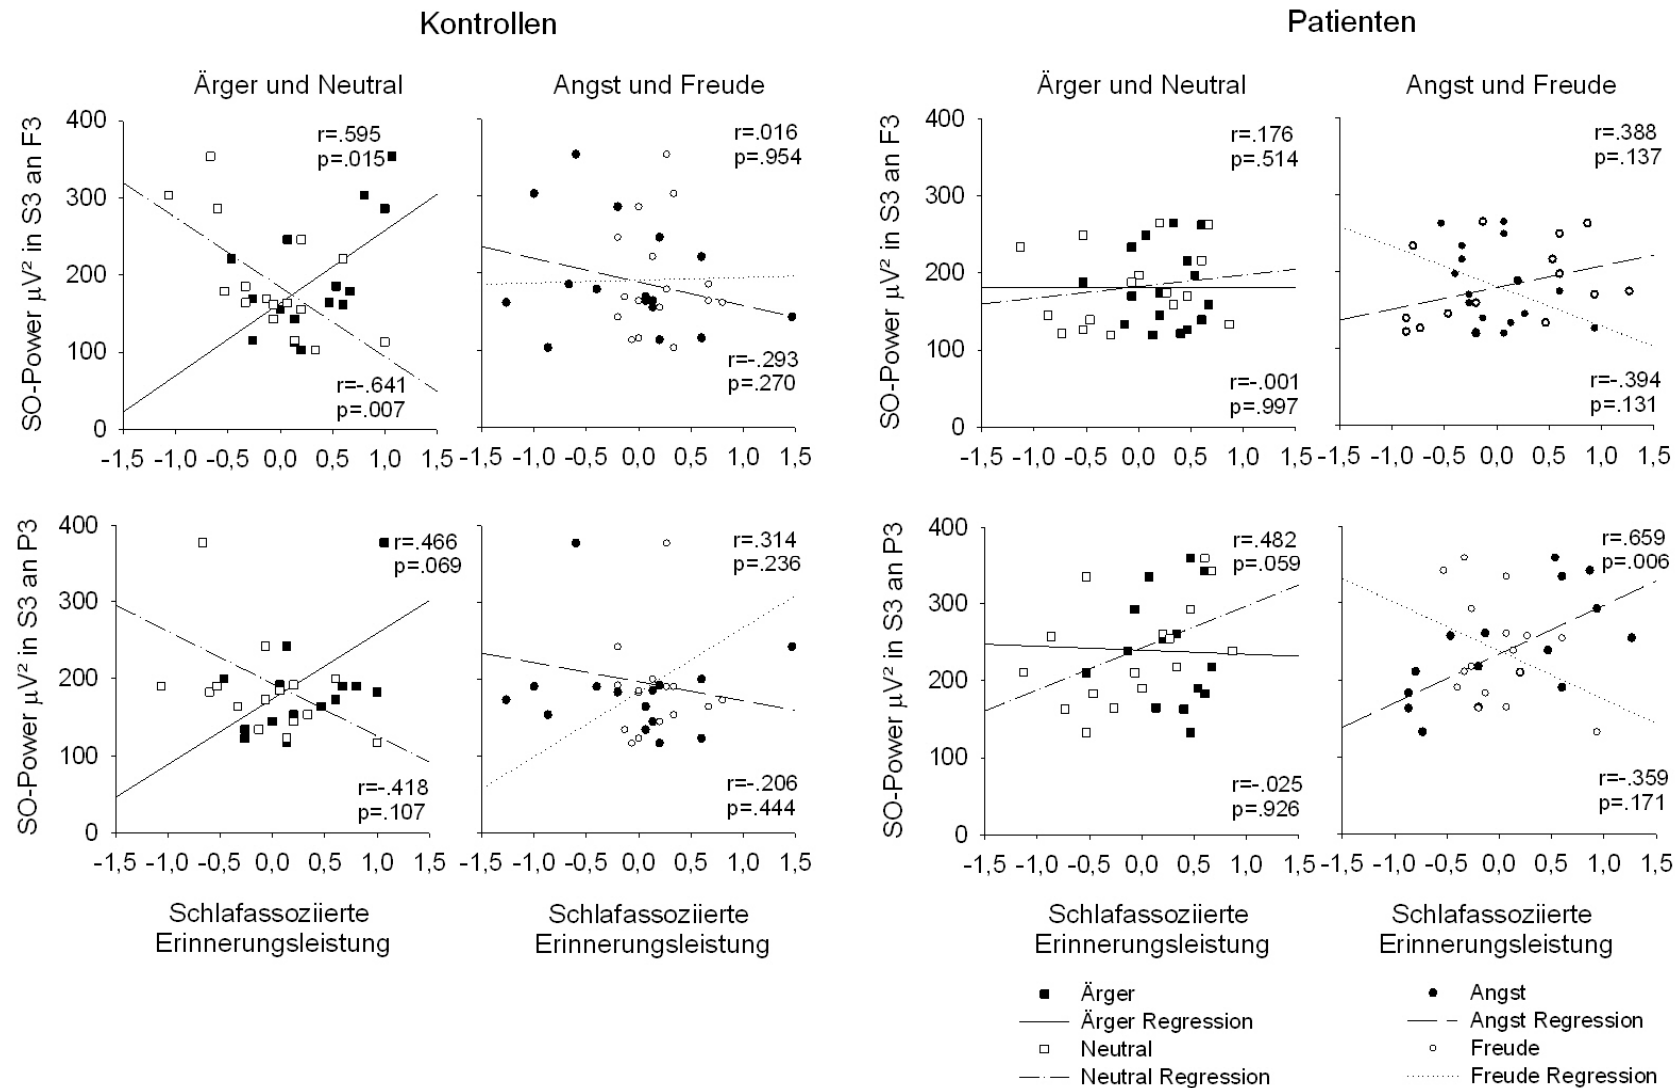 Kontrollen
Patienten
Ärger und Neutral
Angst und Freude
Ärger und Neutral
Angst und Freude
SO-Power µV² in S3 an F3
400
300
200
100
0
r=.595
p=.015
r=-.641
p=.007
-1,5 -1,0 -0,5 0,0 0,5 1,0 1,5
r=.016
p=.954
r=-.293
p=.270
-1,0 -0,5 0,0 0,5 1,0 1,5
SO-Power µV² in S3 an F3
400
300
200
100
0
r=.176
p=.514
r=-.001
p=.997
-1,5 -1,0 -0,5 0,0 0,5 1,0 1,5
r=.388
p=.137
r=-.394
p=.131
-1,0 -0,5 0,0 0,5 1,0 1,5
SO-Power µV² in S3 an P3
400
300
200
100
0
r=.466
p=.069
r=-.418
p=.107
-1,5 -1,0 -0,5 0,0 0,5 1,0 1,5
r=.314
p=.236
r=-.206
p=.444
-1,0 -0,5 0,0 0,5 1,0 1,5
SO-Power µV² in S3 an P3
400
300
200
100
0
r=.482
p=.059
r=-.025
p=.926
-1,5 -1,0 -0,5 0,0 0,5 1,0 1,5
r=.659
p=.006
r=-.359
p=.171
-1,0 -0,5 0,0 0,5 1,0 1,5
Schlafassoziierte
Erinnerungsleistung
Schlafassoziierte
Erinnerungsleistung
Schlafassoziierte
Erinnerungsleistung
Schlafassoziierte
Erinnerungsleistung
Ärger
Ärger Regression
Neutral
Neutral Regression
Angst
Angst Regression
Freude
Freude Regression